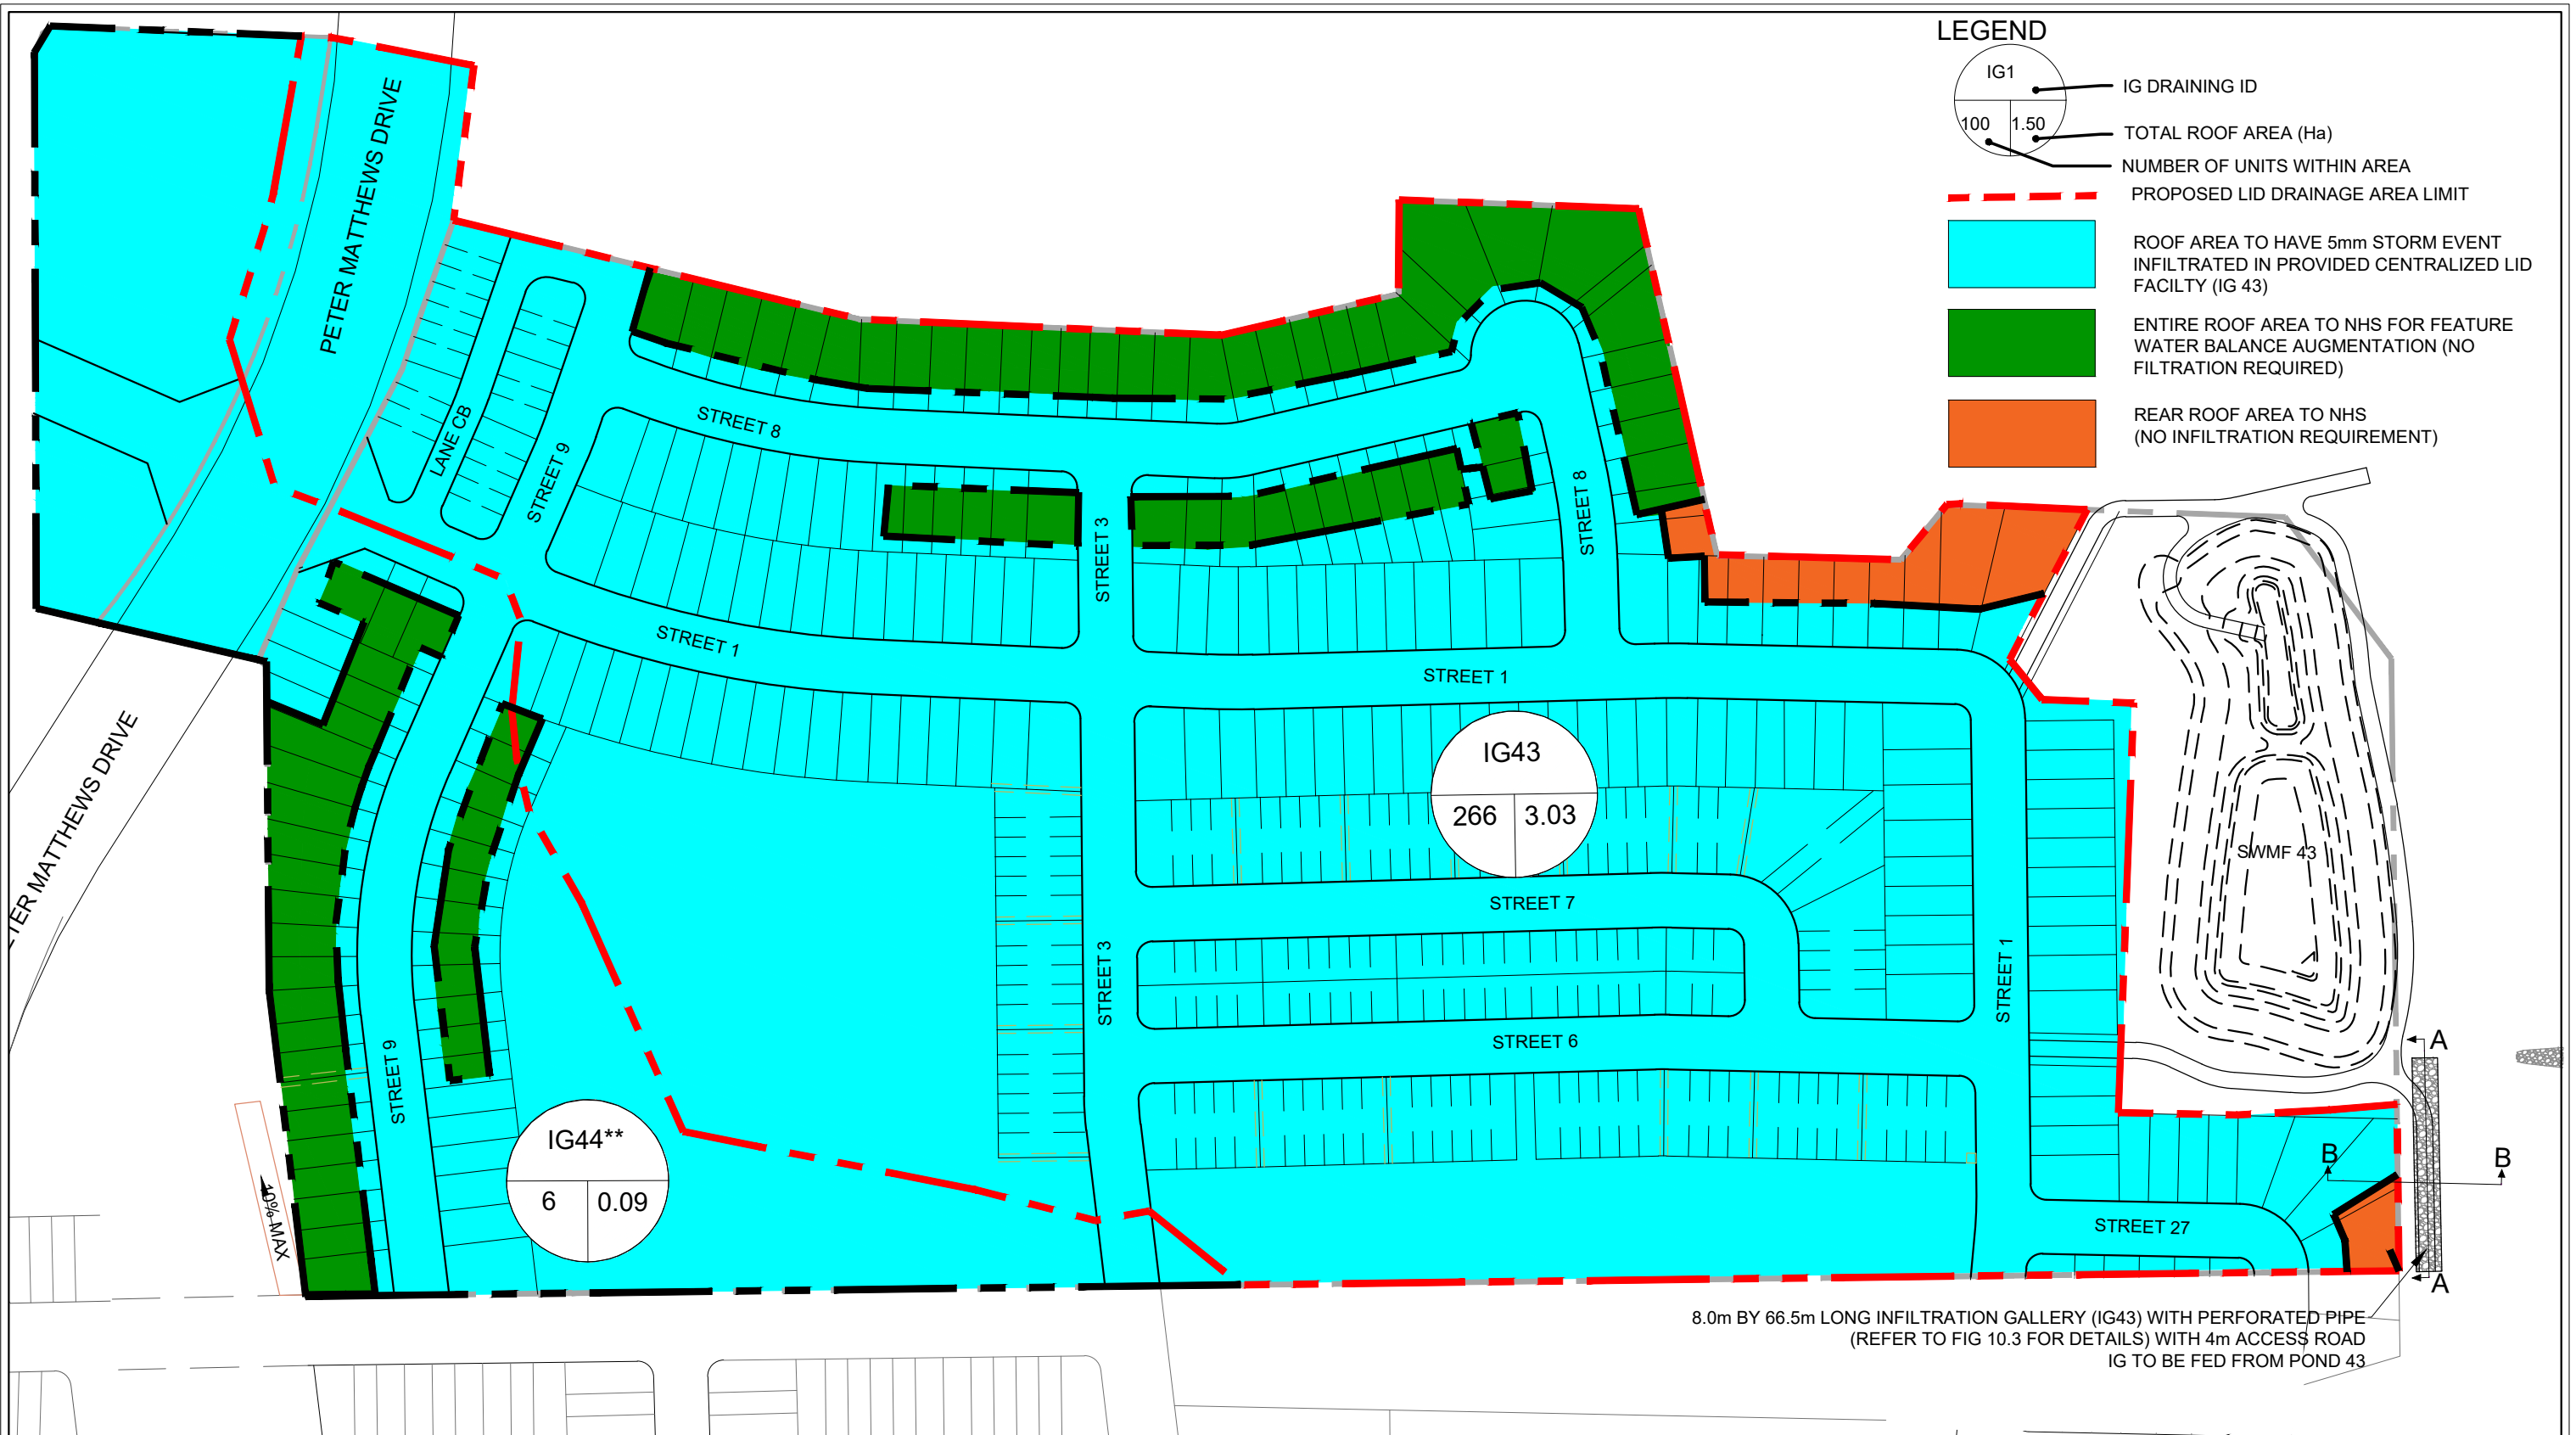 LEGEND
IG1
100
1.50
IG DRAINING ID
TOTAL ROOF AREA (Ha)
NUMBER OF UNITS WITHIN AREA
PROPOSED LID DRAINAGE AREA LIMIT
ROOF AREA TO HAVE 5mm STORM EVENT
INFILTRATED IN PROVIDED CENTRALIZED LID
FACILTY (IG 43)
ENTIRE ROOF AREA TO NHS FOR FEATURE
WATER BALANCE AUGMENTATION (NO
FILTRATION REQUIRED)
REAR ROOF AREA TO NHS
(NO INFILTRATION REQUIREMENT)
PETER MATTHEWS DRIVE
LANE CB
STREET 9
STREET 8
STREET 3
STREET 8
STREET 1
STREET 1
ETER MATTHEWS DRIVE
IG43
266
3.03
SWMF 43
STREET 7
STREET 3
STREET 1
STREET 6
STREET 9
A
IG44**
6
0.09
10% MAX
B
B
STREET 27
A
8.0m BY 66.5m LONG INFILTRATION GALLERY (IG43) WITH PERFORATED PIPE
(REFER TO FIG 10.3 FOR DETAILS) WITH 4m ACCESS ROAD
IG TO BE FED FROM POND 43